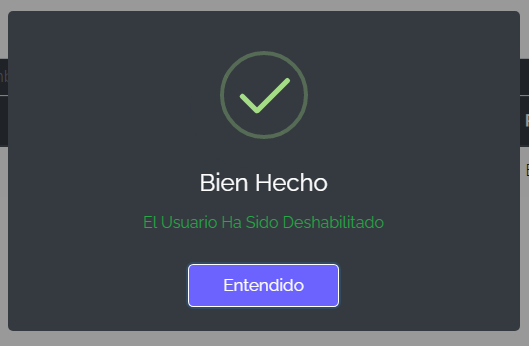 Bien Hecho
El Usuario Ha Sido Deshabilitado
Entendido